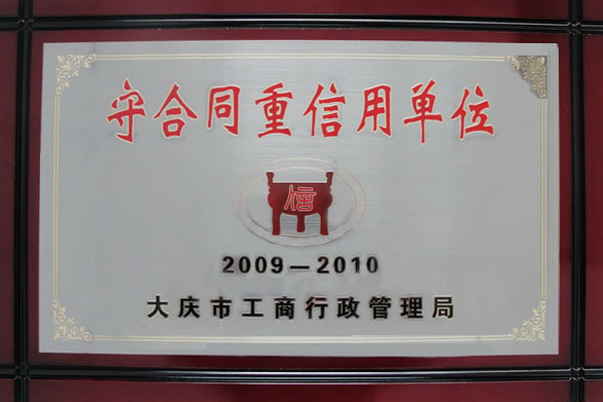 守合同重信用单位
信
2009—2010
大庆市工商行政管理局